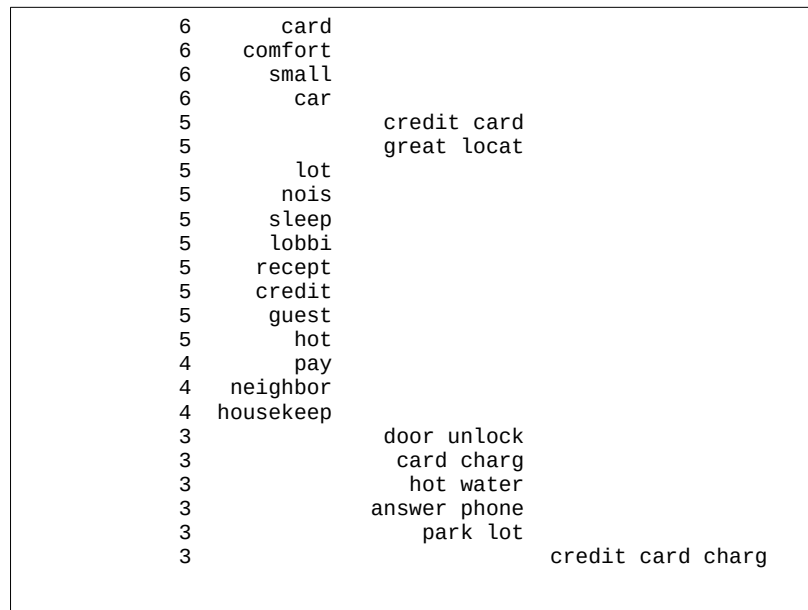 6 card
6 comfort
6 small
6 car
5 credit card
5 great locat
5 lot
5 nois
5 sleep
5 lobbi
5 recept
5 credit
5 guest
5 hot
4 pay
4 neighbor
4 housekeep
3 door unlock
3 card charg
3 hot water
3 answer phone
3 park lot
3 credit card charg